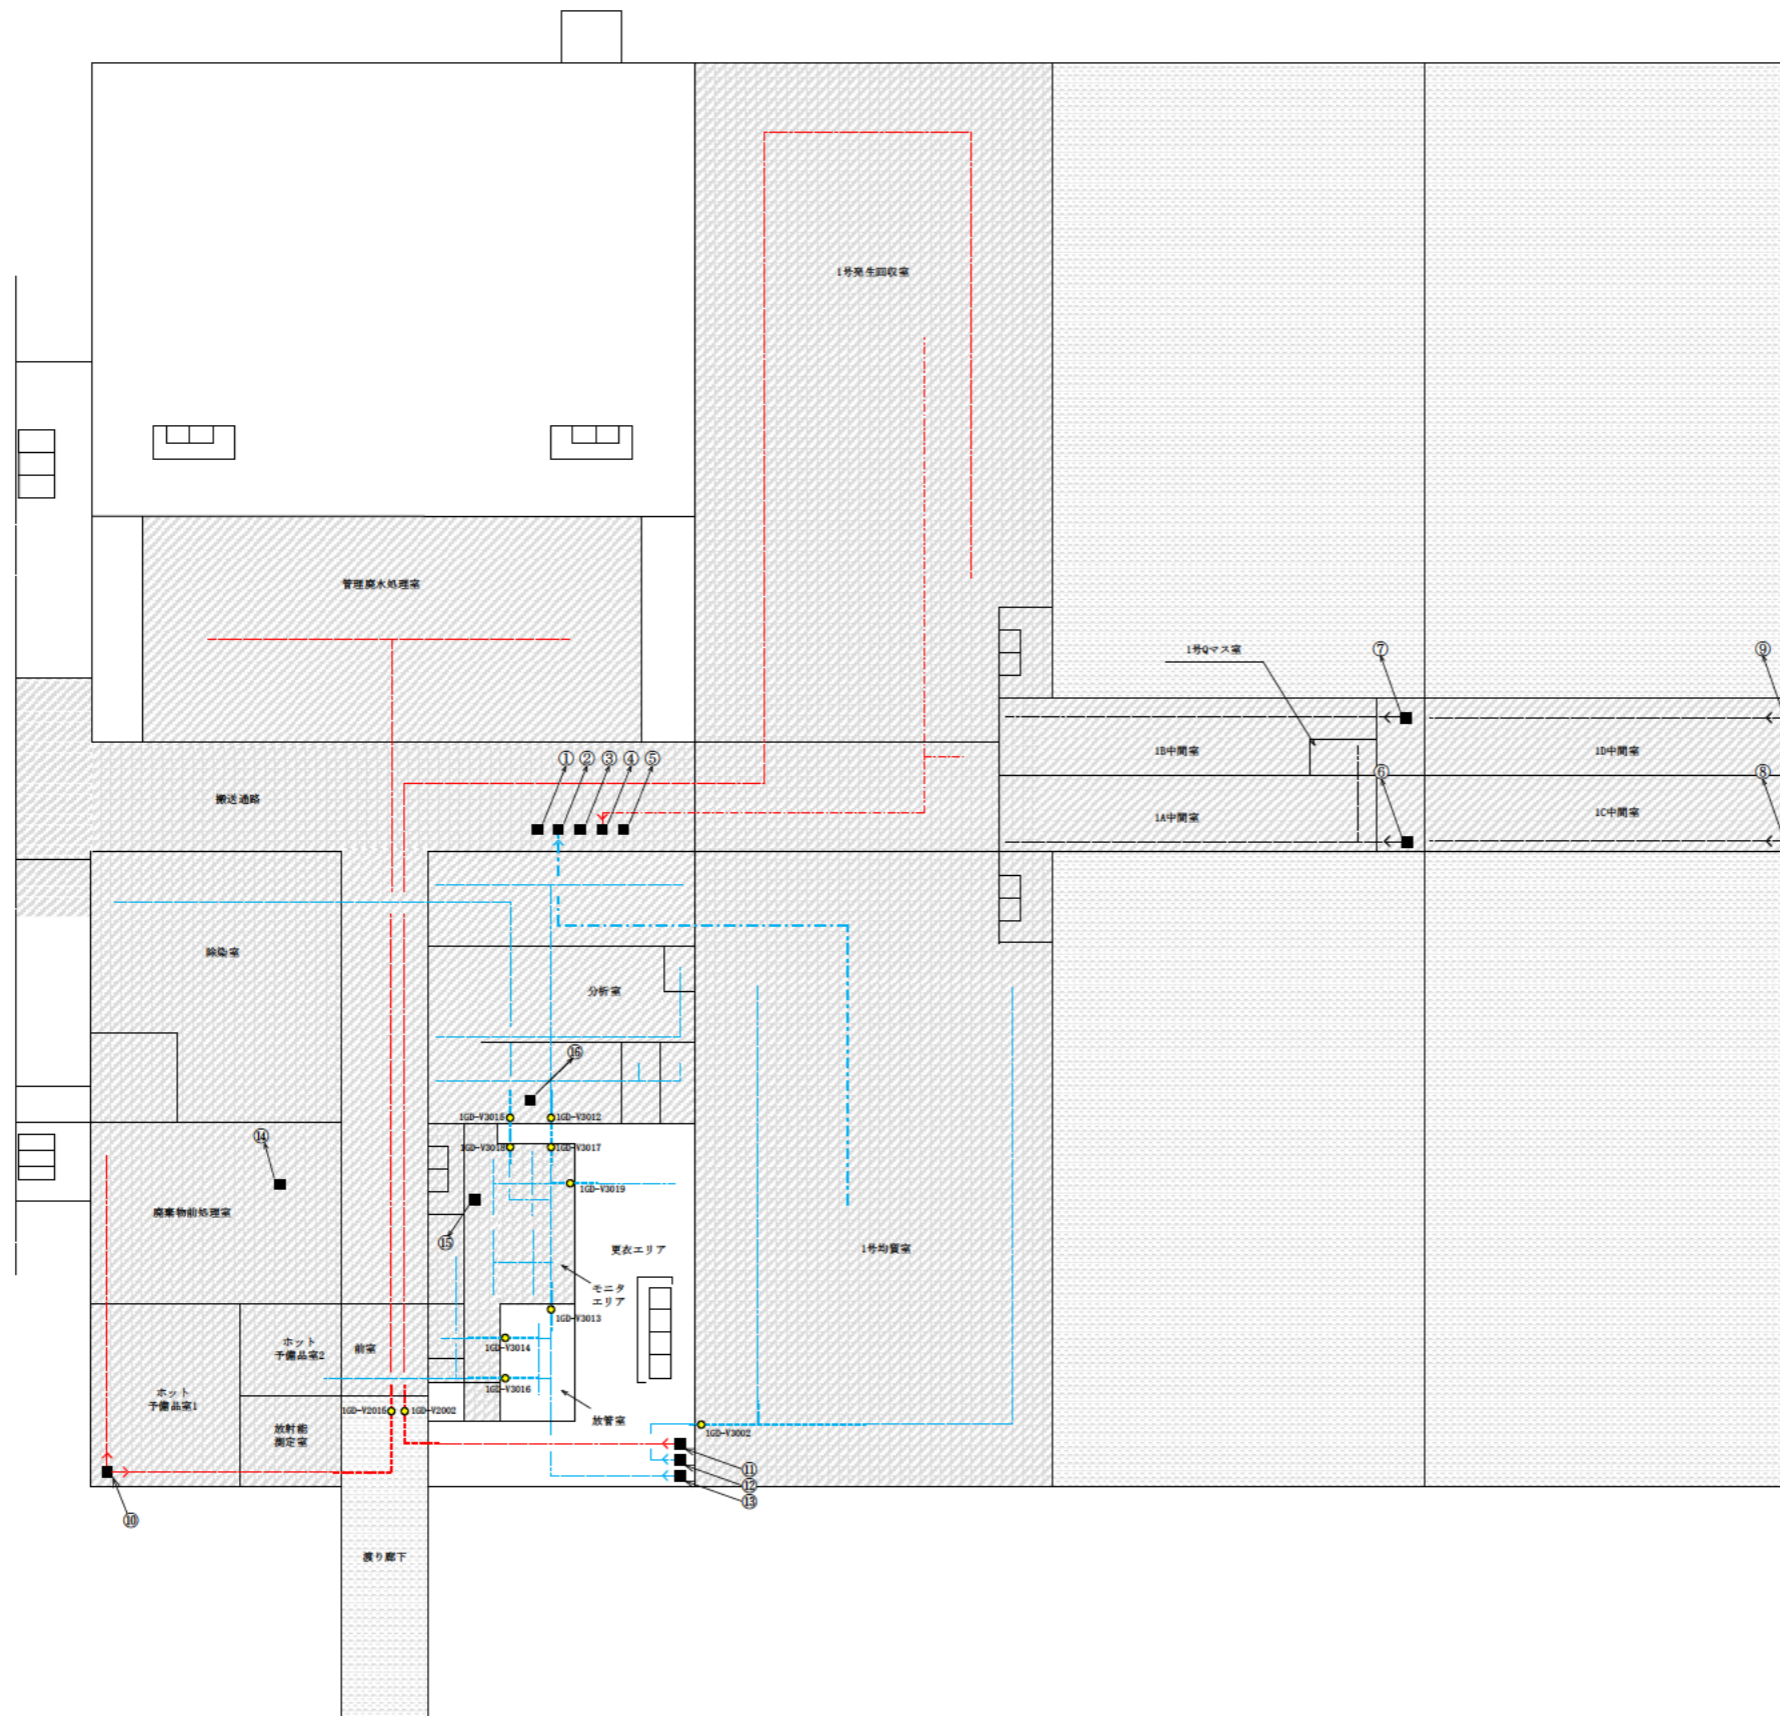 1号発生回収室
管理廃水処理室
1号Qマス室
⑦
⑨
1B中間室
1D中間室
①
②
③
④
⑤
⑥
⑧
搬送通路
1A中間室
1C中間室
除染室
分析室
⑯
1GD-V3015
1GD-V3012
⑭
1GD-V3018
1GD-V3017
1GD-V3019
廃棄物前処理室
⑮
更衣エリア
1号均質室
モニタ
エリア
1GD-V3013
ホット
予備品室2
前室
1GD-V3014
1GD-V3016
ホット
予備品室1
1GD-V2015
1GD-V2002
放射能
測定室
放管室
1GD-V3002
⑪
⑫
⑬
⑩
渡り廊下